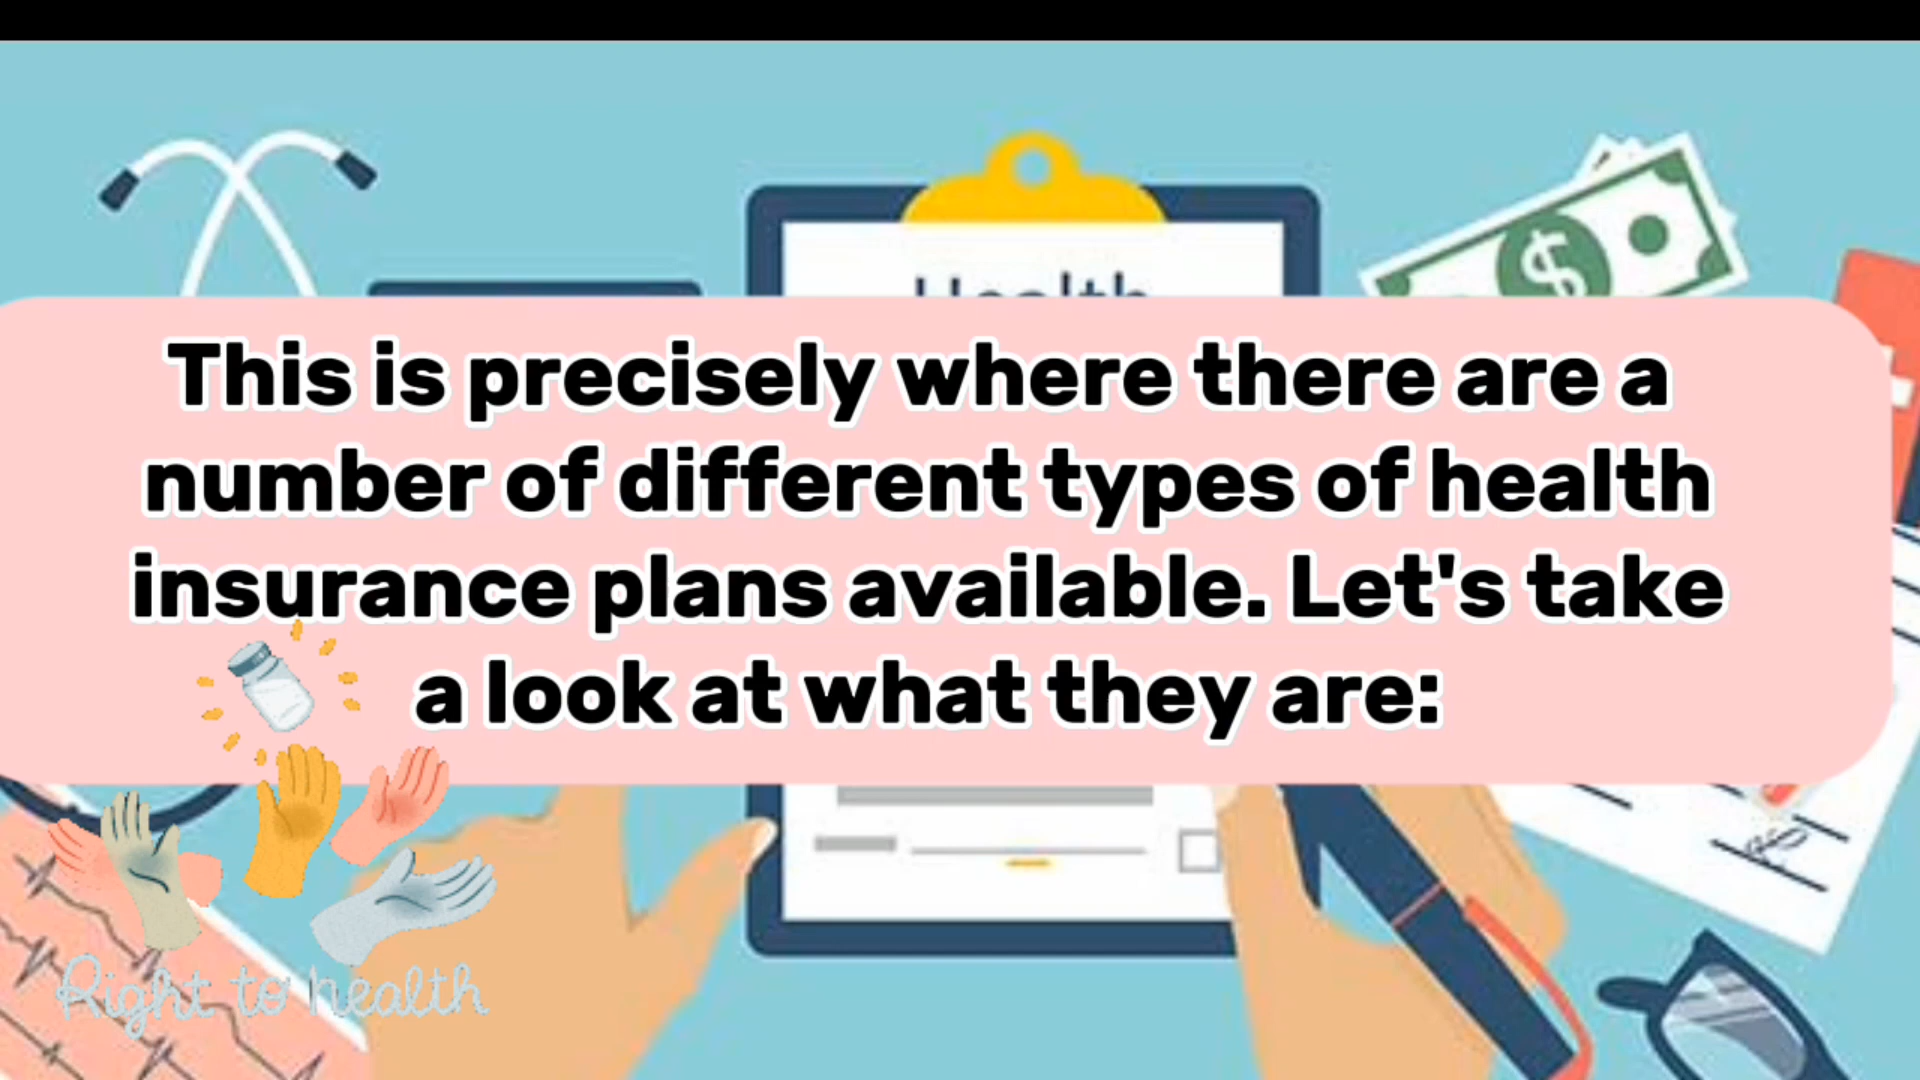 Health
This is precisely where there are a
number of different types of health
insurance plans available. Let's take
a look at what they are:
Right to health